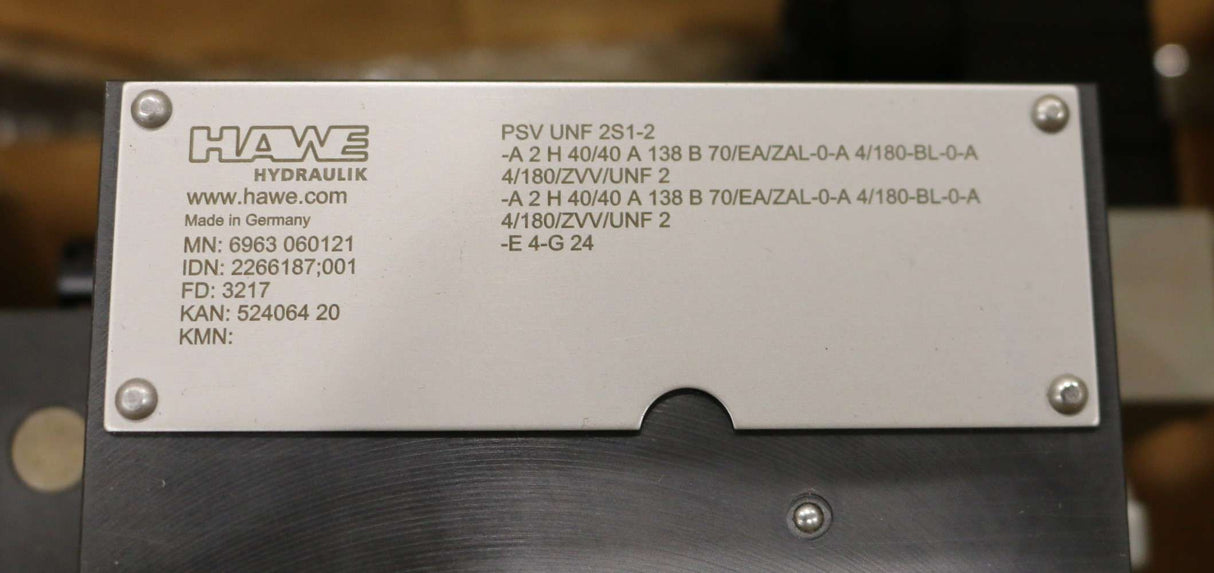 HAWE
HYDRAULIK
www.hawe.com
Made in Germany
MN: 6963 060121
IDN: 2266187;001
FD: 3217
KAN: 524064 20
KMN:
PSV UNF 2S1-2
-A 2 H 40/40 A 138 B 70/EA/ZAL-0-A 4/180-BL-0-A
4/180/ZVV/UNF 2
-A 2 H 40/40 A 138 B 70/EA/ZAL-0-A 4/180-BL-0-A
4/180/ZVV/UNF 2
-E 4-G 24